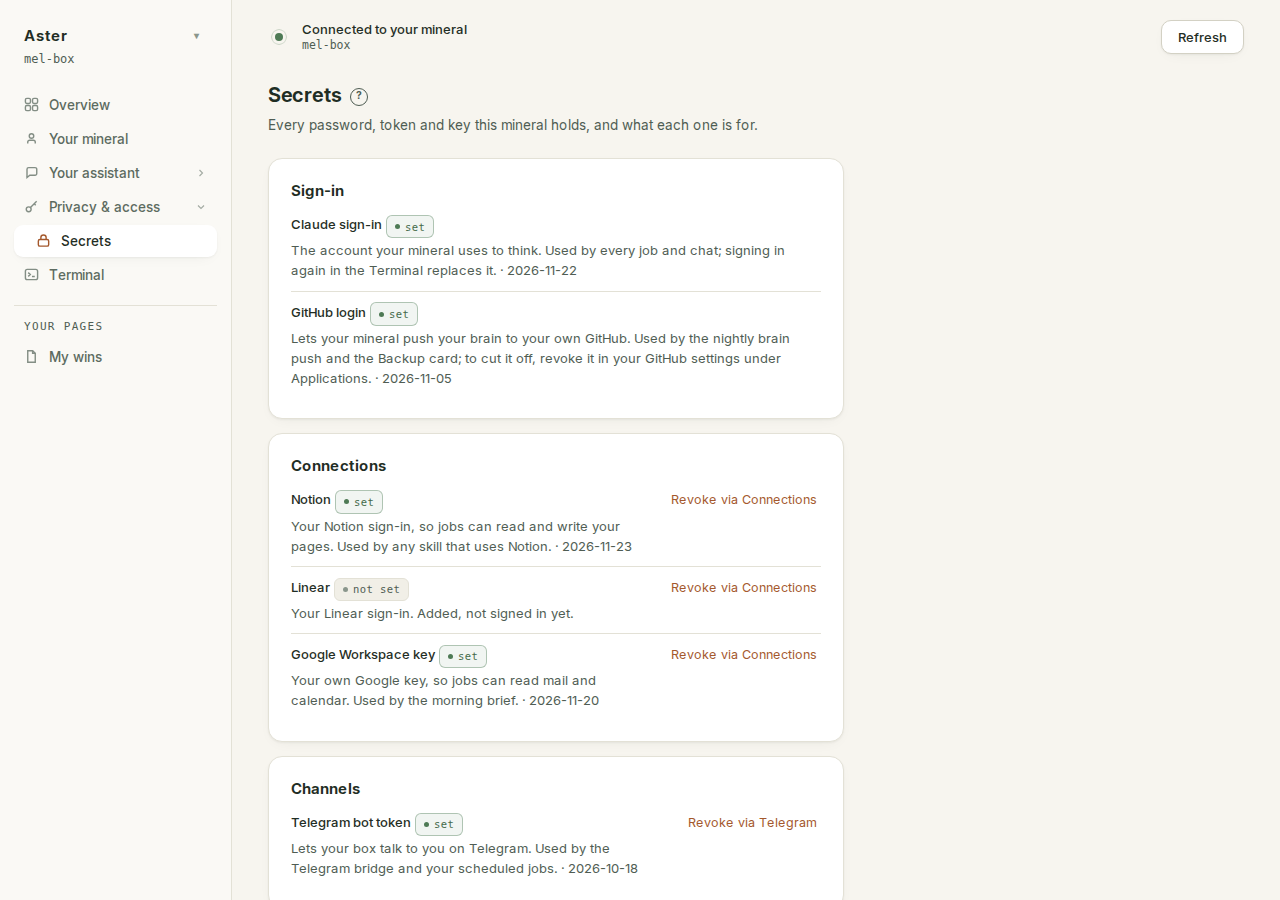 Aster ▾
mel-box
Overview
Your mineral
Your assistant
Privacy & access
Secrets
Terminal
YOUR PAGES
My wins
Connected to your mineral
mel-box
Refresh
Secrets ?
Every password, token and key this mineral holds, and what each one is for.
Sign-in
Claude sign-in set
The account your mineral uses to think. Used by every job and chat; signing in
again in the Terminal replaces it. · 2026-11-22
GitHub login set
Lets your mineral push your brain to your own GitHub. Used by the nightly brain
push and the Backup card; to cut it off, revoke it in your GitHub settings under
Applications. · 2026-11-05
Connections
Notion set Revoke via Connections
Your Notion sign-in, so jobs can read and write your
pages. Used by any skill that uses Notion. · 2026-11-23
Linear not set Revoke via Connections
Your Linear sign-in. Added, not signed in yet.
Google Workspace key set Revoke via Connections
Your own Google key, so jobs can read mail and
calendar. Used by the morning brief. · 2026-11-20
Channels
Telegram bot token set Revoke via Telegram
Lets your box talk to you on Telegram. Used by the
Telegram bridge and your scheduled jobs. · 2026-10-18